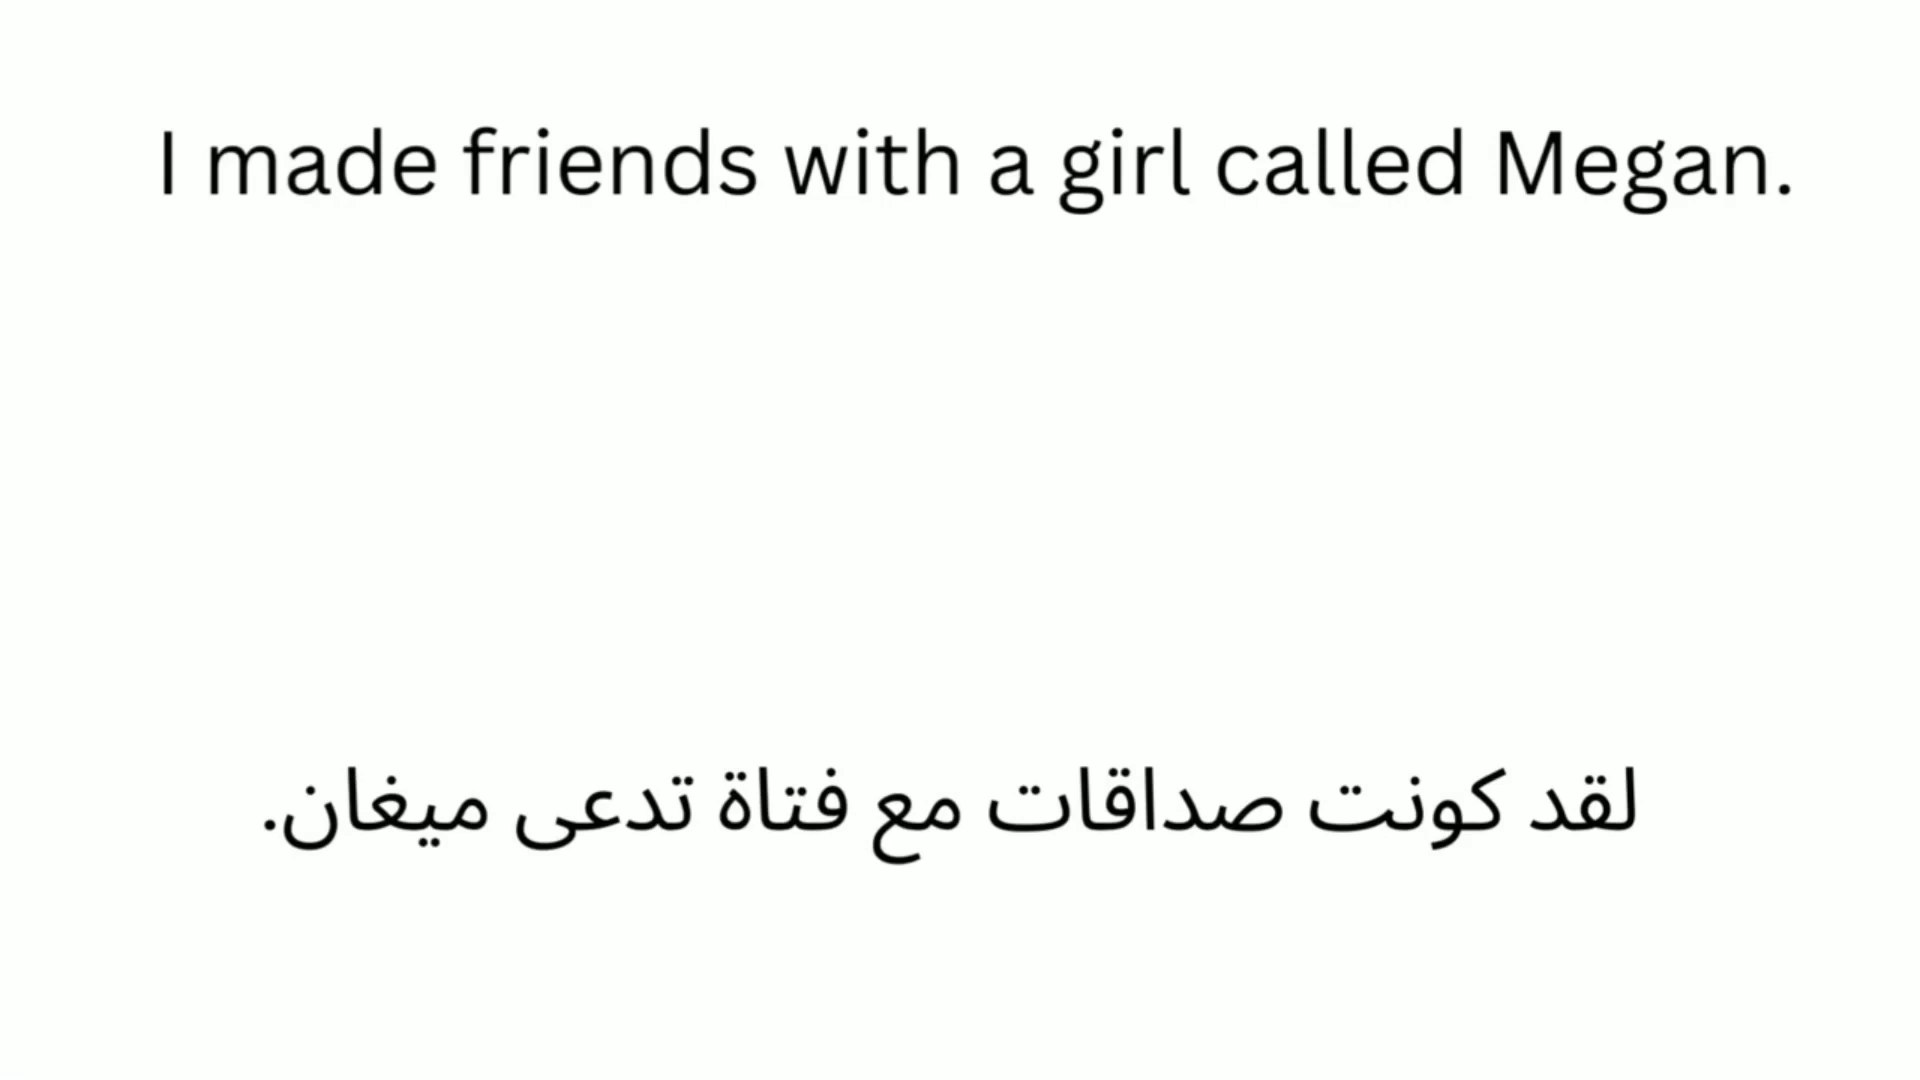 I made friends with a girl called Megan.
لقد كونت صداقات مع فتاة تدعى ميغان.